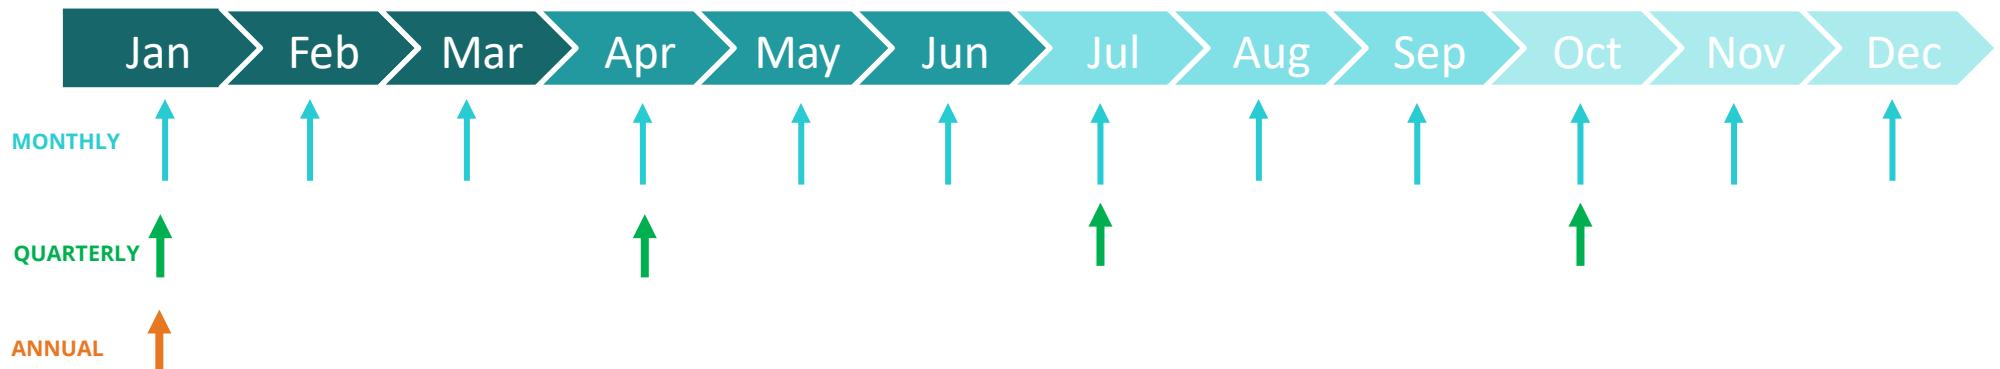 Jan Feb Mar Apr May Jun Jul Aug Sep Oct Nov Dec
MONTHLY
QUARTERLY
ANNUAL